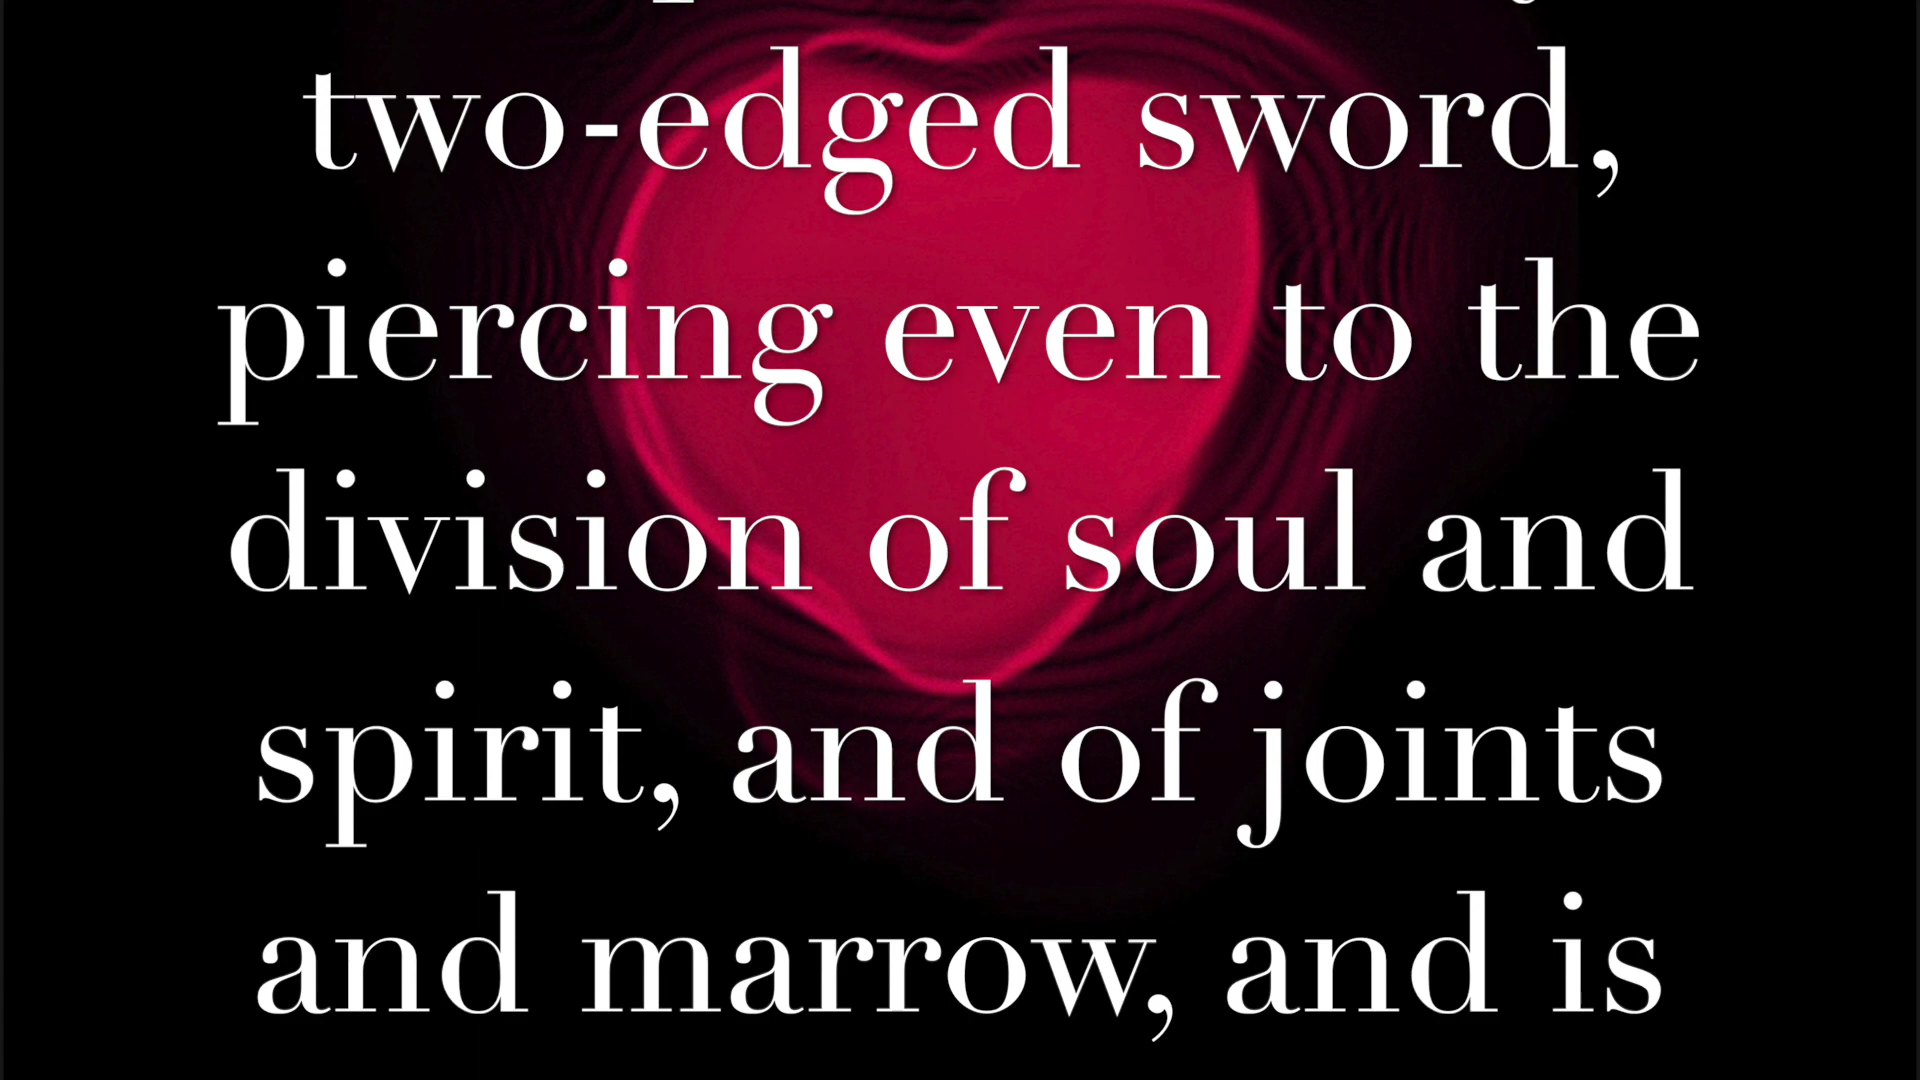 two-edged sword,
piercing even to the
division of soul and
spirit, and of joints
and marrow, and is